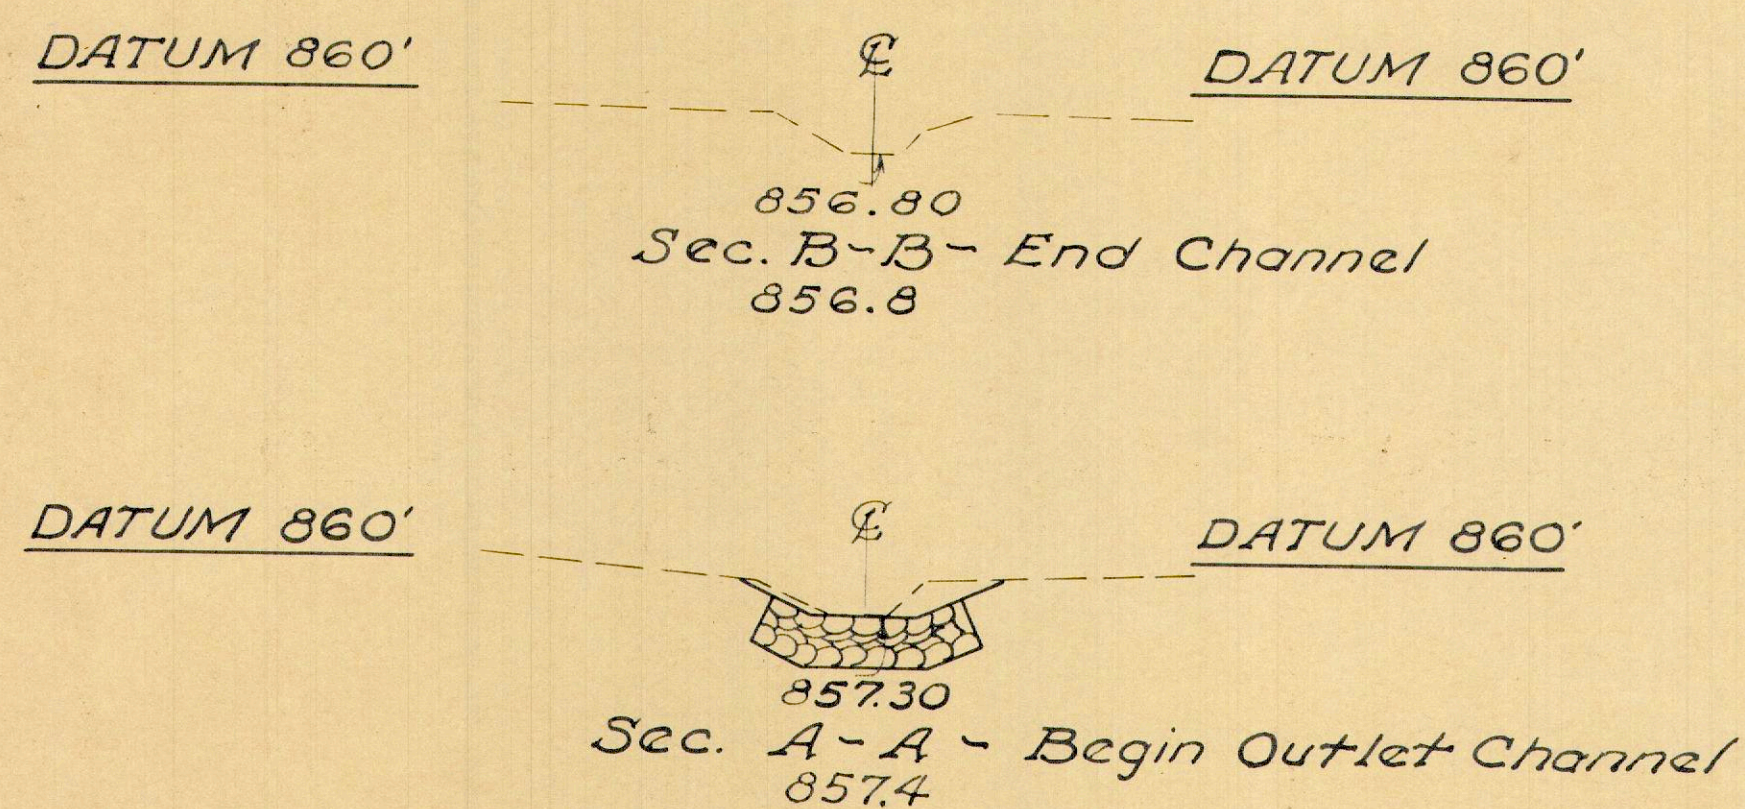 DATUM 860' ℄ DATUM 860'
856.80
Sec. B-B- End Channel
856.8
DATUM 860' ℄ DATUM 860'
857.30
Sec. A-A- Begin Outlet Channel
857.4